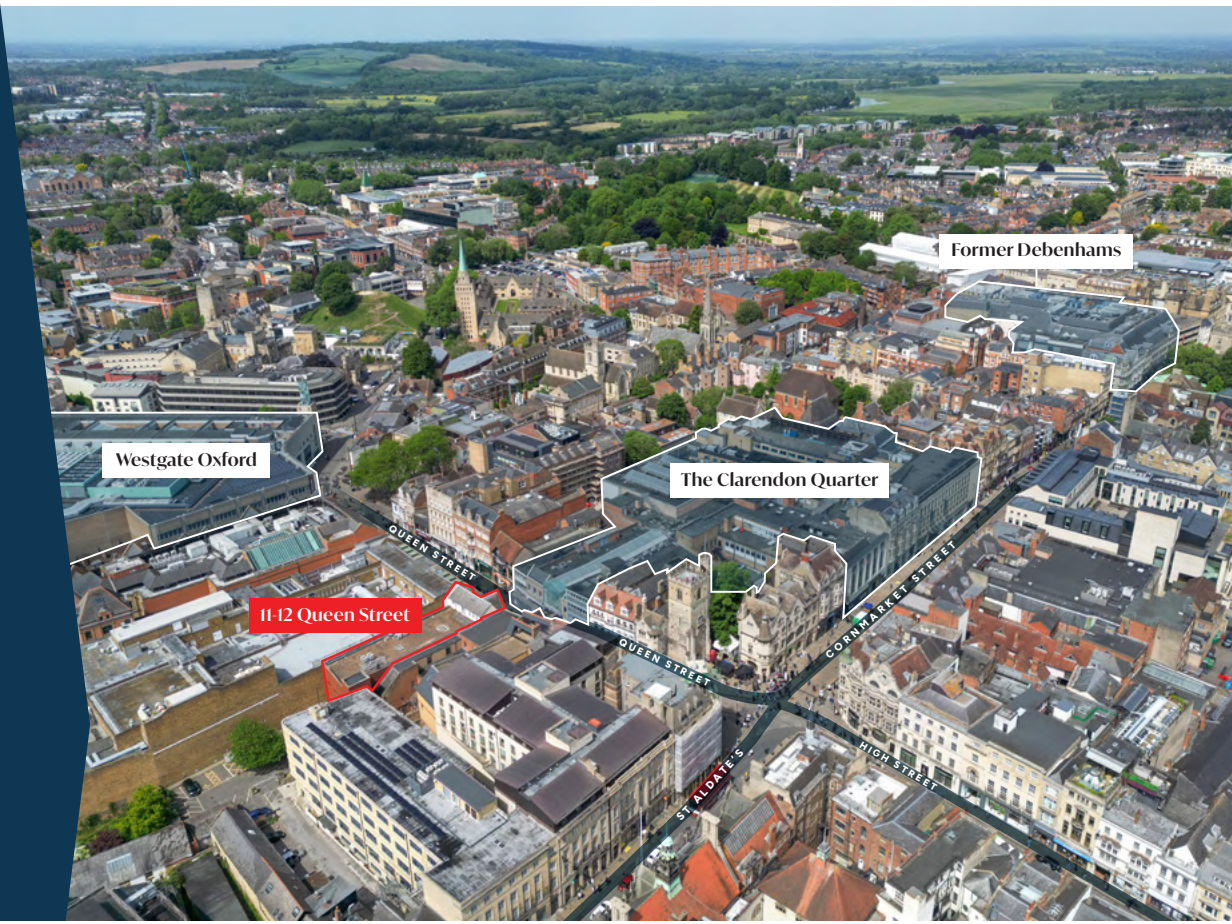 Former Debenhams
Westgate Oxford
The Clarendon Quarter
QUEEN STREET
11-12 Queen Street
QUEEN STREET
CORNMARKET STREET
ST ALDATE'S
HIGH STREET